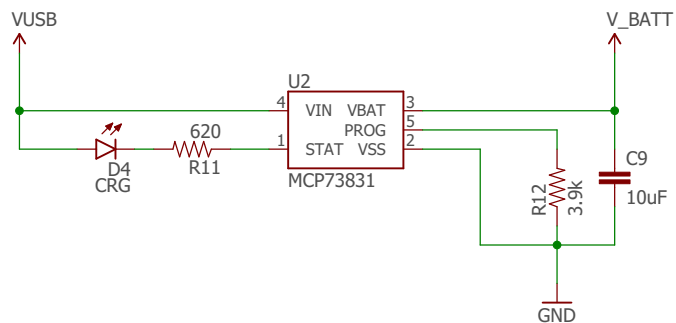 VUSB
V_BATT
U2
4
VIN
VBAT
3
PROG
5
620
1
STAT
VSS
2
D4
CRG
R11
MCP73831
R12
3.9k
C9
10uF
GND